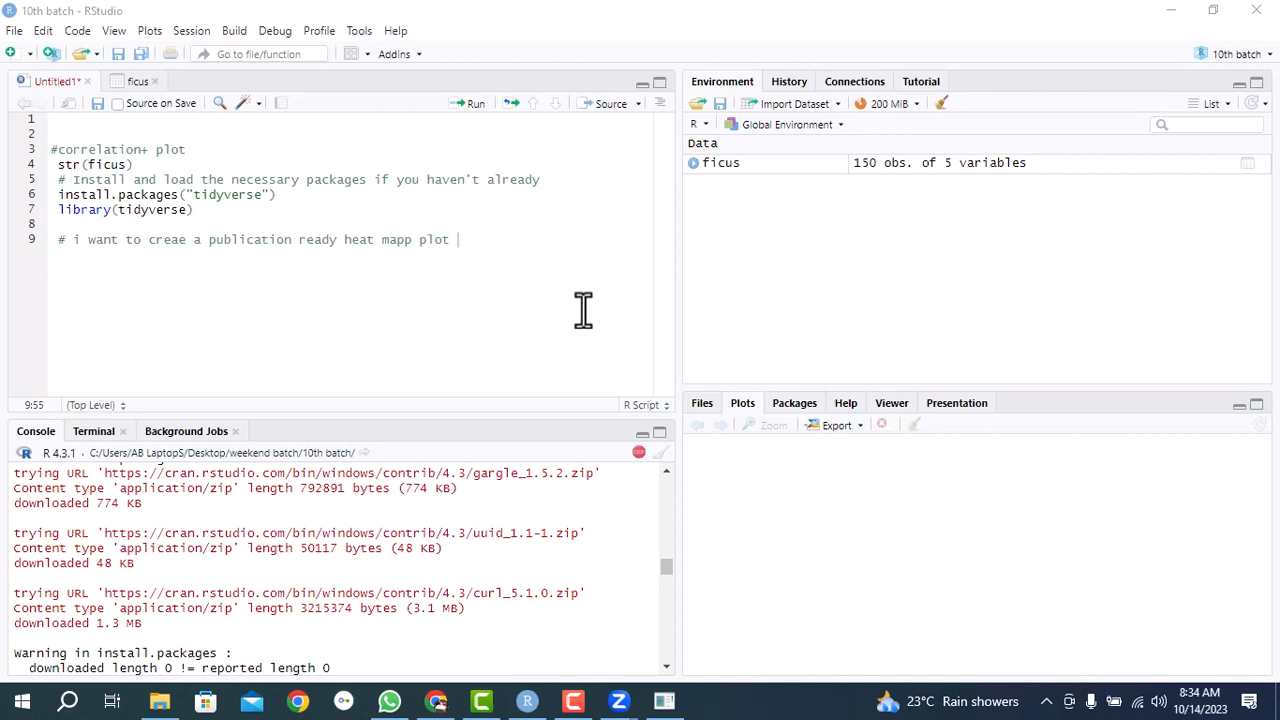 10th batch - RStudio
File Edit Code View Plots Session Build Debug Profile Tools Help
Go to file/function Addins 10th batch
Untitled1* ficus
Source on Save Run Source
1
2
3 #correlation+ plot
4 str(ficus)
5 # Install and load the necessary packages if you haven't already
6 install.packages("tidyverse")
7 library(tidyverse)
8
9 # i want to creae a publication ready heat mapp plot
9:55 (Top Level) R Script
Console Terminal Background Jobs
R 4.3.1 · C:/Users/AB LaptopS/Desktop/weekend batch/10th batch/
trying URL 'https://cran.rstudio.com/bin/windows/contrib/4.3/gargle_1.5.2.zip'
Content type 'application/zip' length 792891 bytes (774 KB)
downloaded 774 KB
trying URL 'https://cran.rstudio.com/bin/windows/contrib/4.3/uuid_1.1-1.zip'
Content type 'application/zip' length 50117 bytes (48 KB)
downloaded 48 KB
trying URL 'https://cran.rstudio.com/bin/windows/contrib/4.3/curl_5.1.0.zip'
Content type 'application/zip' length 3215374 bytes (3.1 MB)
downloaded 1.3 MB
Warning in install.packages :
downloaded length 0 != reported length 0
Environment History Connections Tutorial
Import Dataset 200 MiB List
R Global Environment
Data
ficus 150 obs. of 5 variables
Files Plots Packages Help Viewer Presentation
Zoom Export
23°C Rain showers
8:34 AM
10/14/2023